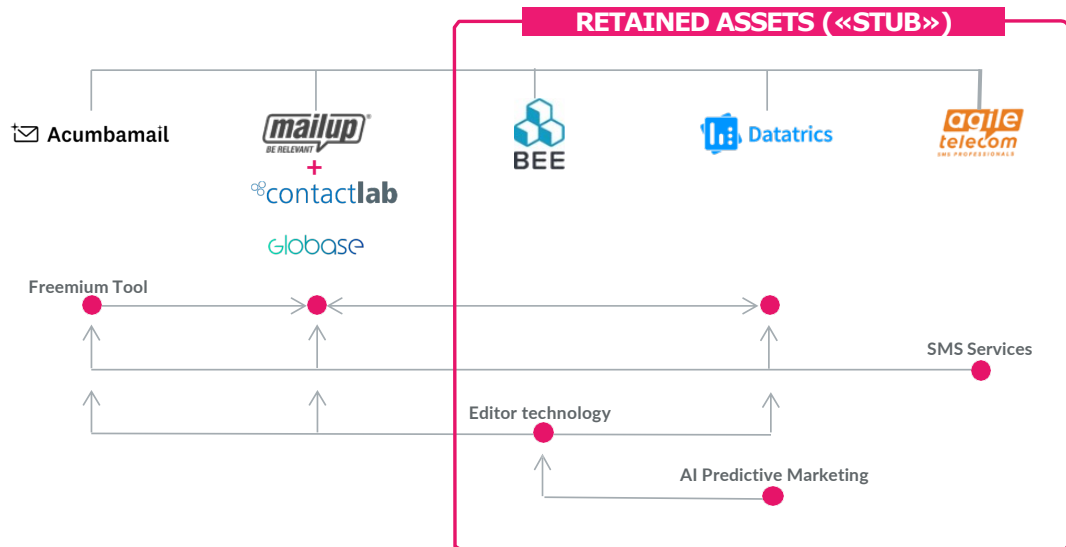 RETAINED ASSETS («STUB»)
Acumbamail
mailup®
BE RELEVANT
+
contactlab
Globase
BEE
Datatrics
agile
telecom
SMS PROFESSIONALS
Freemium Tool
SMS Services
Editor technology
AI Predictive Marketing